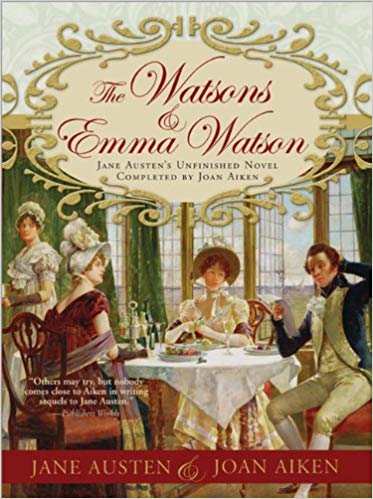 The Watsons
&
Emma Watson
Jane Austen's Unfinished Novel
Completed by Joan Aiken
"Others may try, but nobody
comes close to Aiken in writing
sequels to Jane Austen."
—Publishers Weekly
JANE AUSTEN & JOAN AIKEN